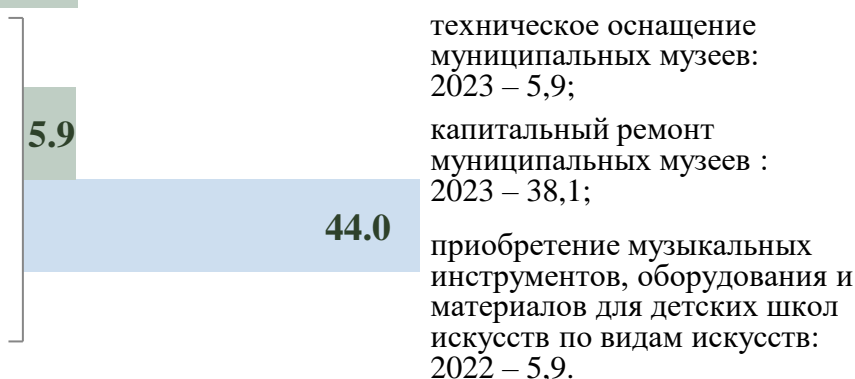 техническое оснащение
муниципальных музеев:
2023 – 5,9;
5.9
капитальный ремонт
муниципальных музеев :
2023 – 38,1;
44.0
приобретение музыкальных
инструментов, оборудования и
материалов для детских школ
искусств по видам искусств:
2022 – 5,9.